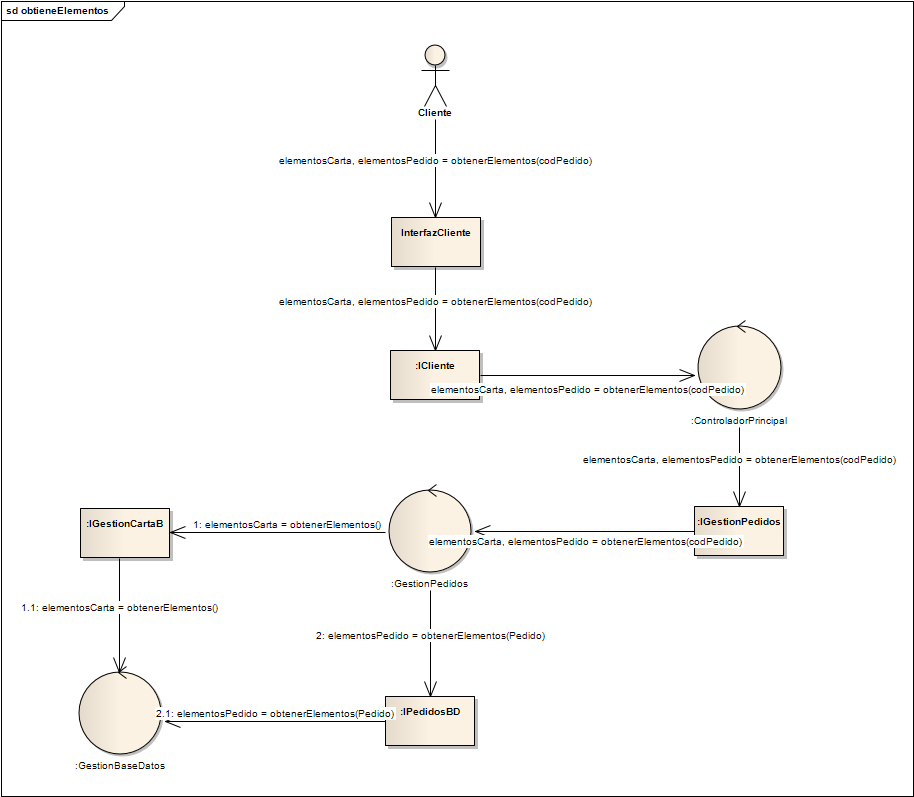 sd obtieneElementos
Cliente
elementosCarta, elementosPedido = obtenerElementos(codPedido)
InterfazCliente
elementosCarta, elementosPedido = obtenerElementos(codPedido)
:ICliente
elementosCarta, elementosPedido = obtenerElementos(codPedido)
:ControladorPrincipal
elementosCarta, elementosPedido = obtenerElementos(codPedido)
:IGestionCartaB
1: elementosCarta = obtenerElementos()
:IGestionPedidos
elementosCarta, elementosPedido = obtenerElementos(codPedido)
:GestionPedidos
1.1: elementosCarta = obtenerElementos()
2: elementosPedido = obtenerElementos(Pedido)
2.1: elementosPedido = obtenerElementos(Pedido)
:IPedidosBD
:GestionBaseDatos